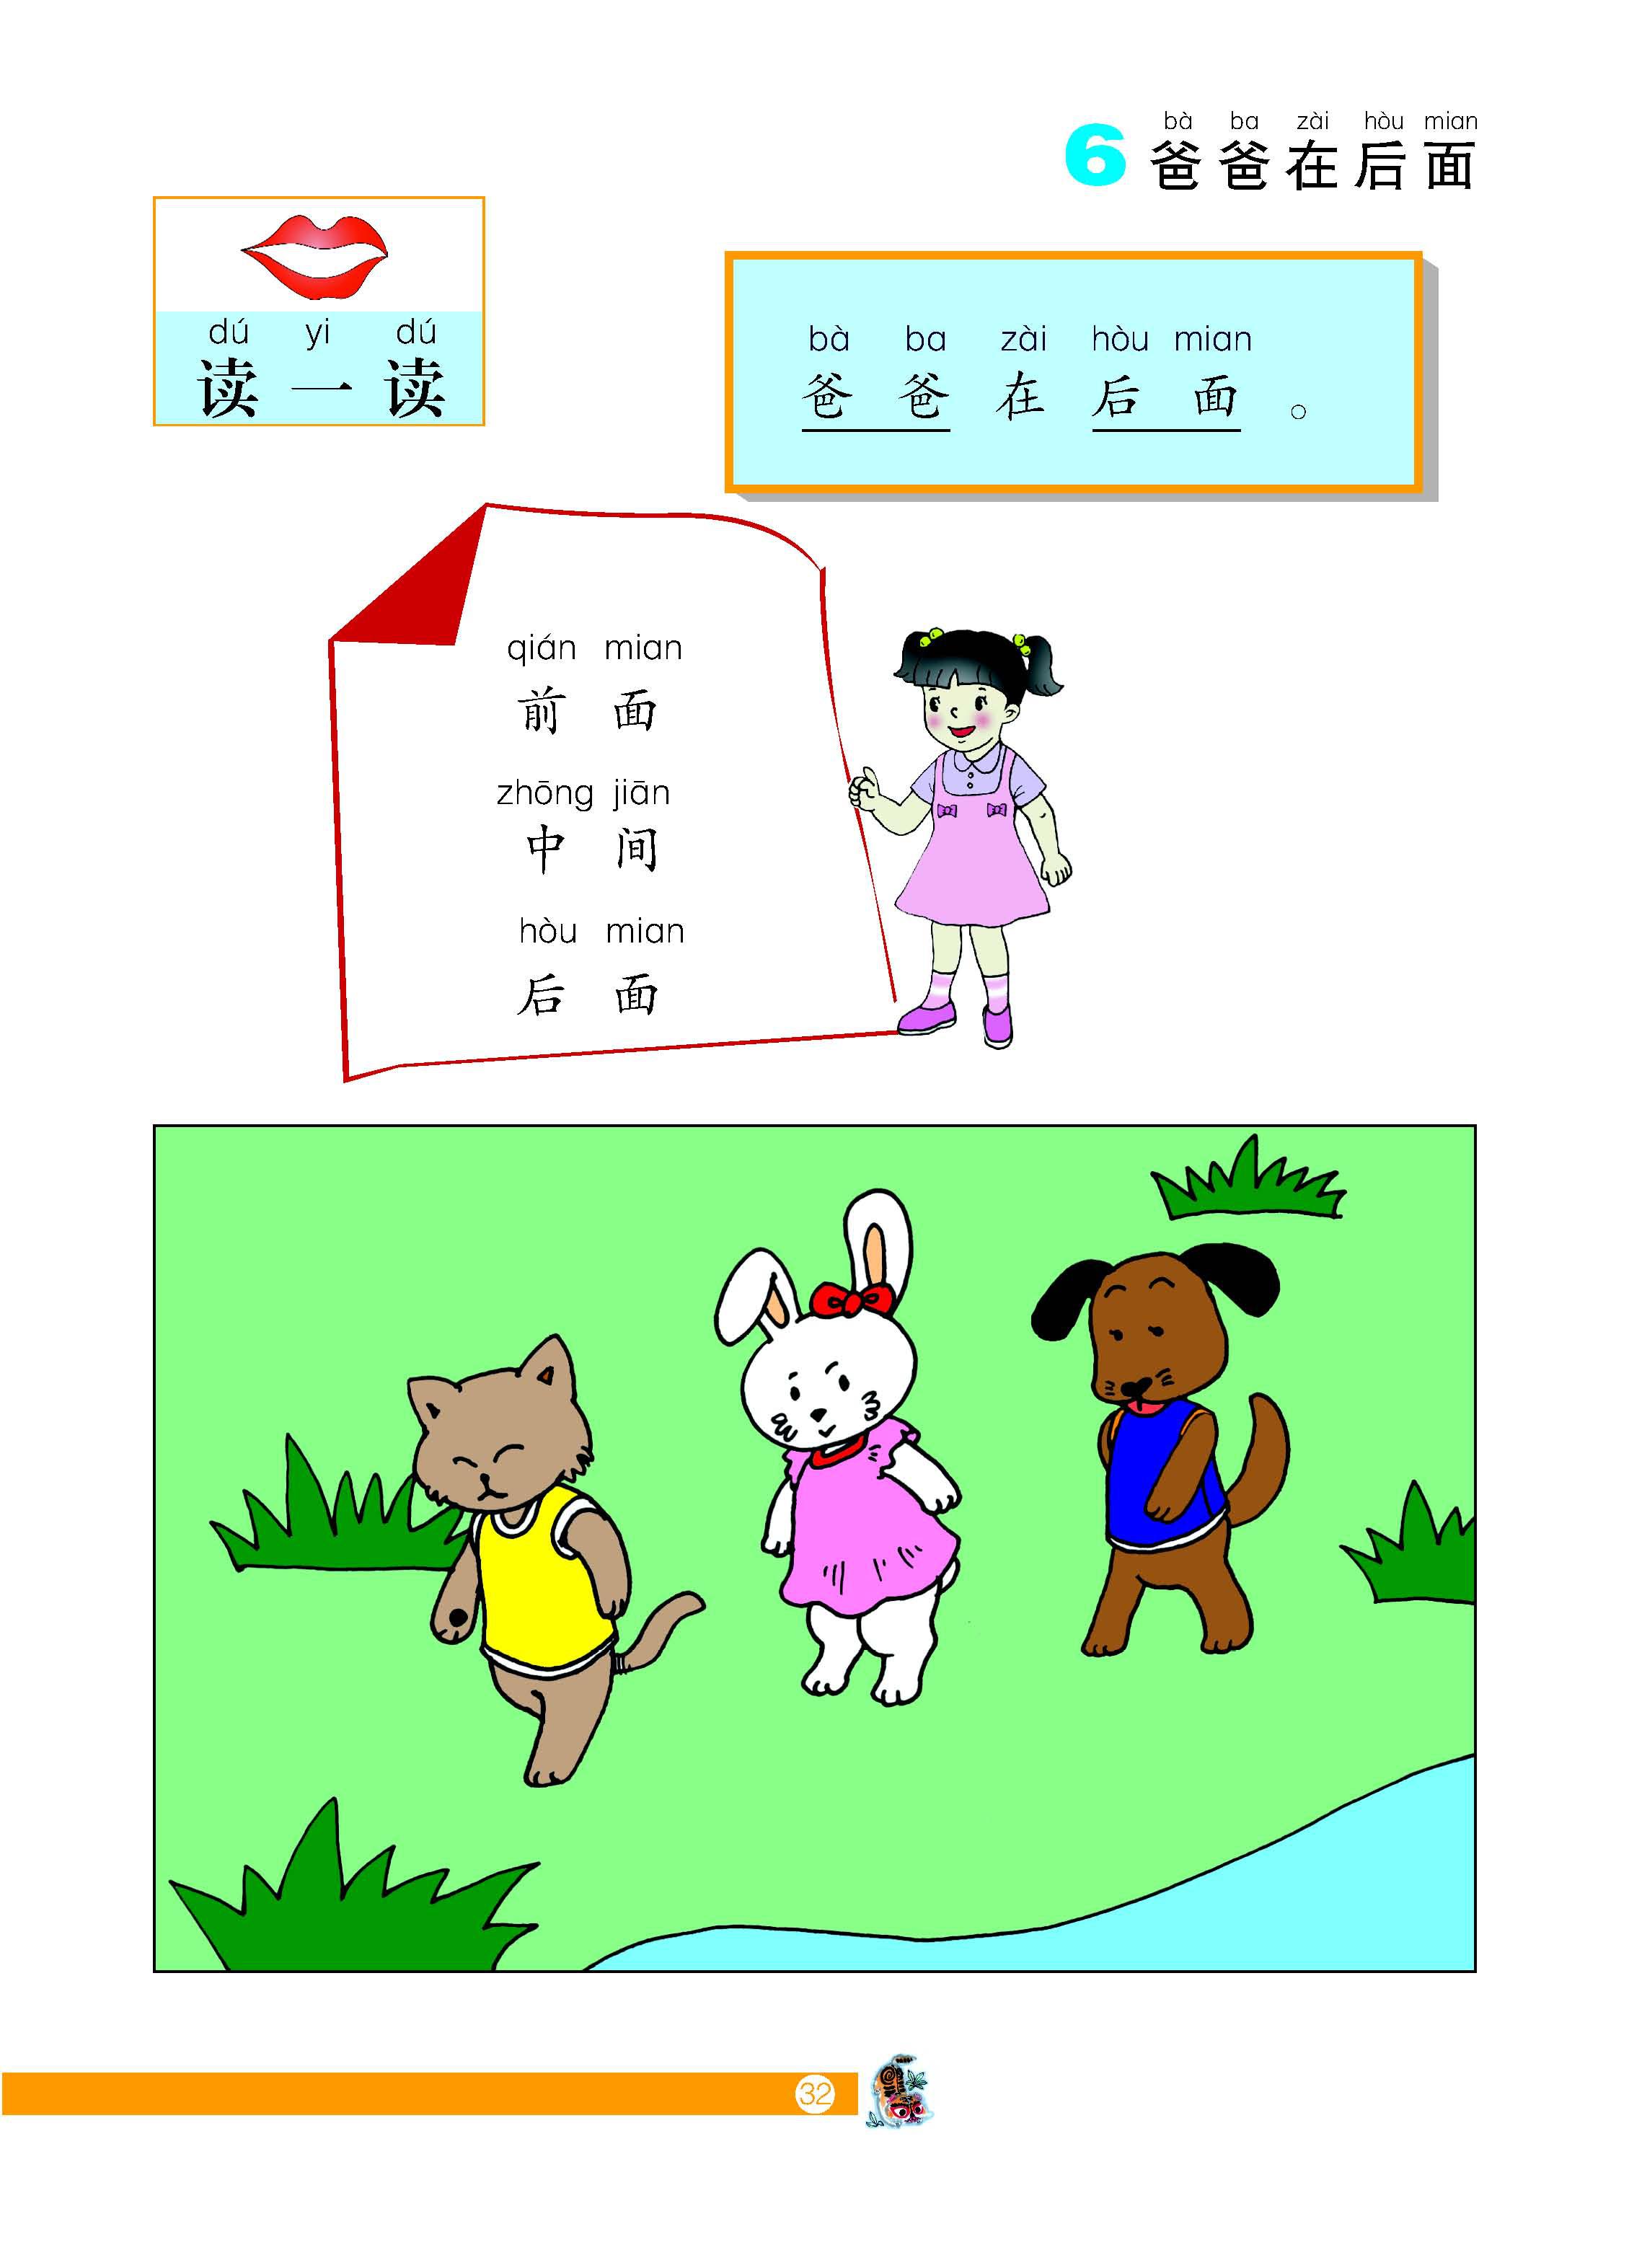 bà ba zài hòu mian
6 爸爸在后面
dú yi dú
读一读
bà ba zài hòu mian
爸爸在后面。
qián mian
前面
zhōng jiān
中间
hòu mian
后面
32